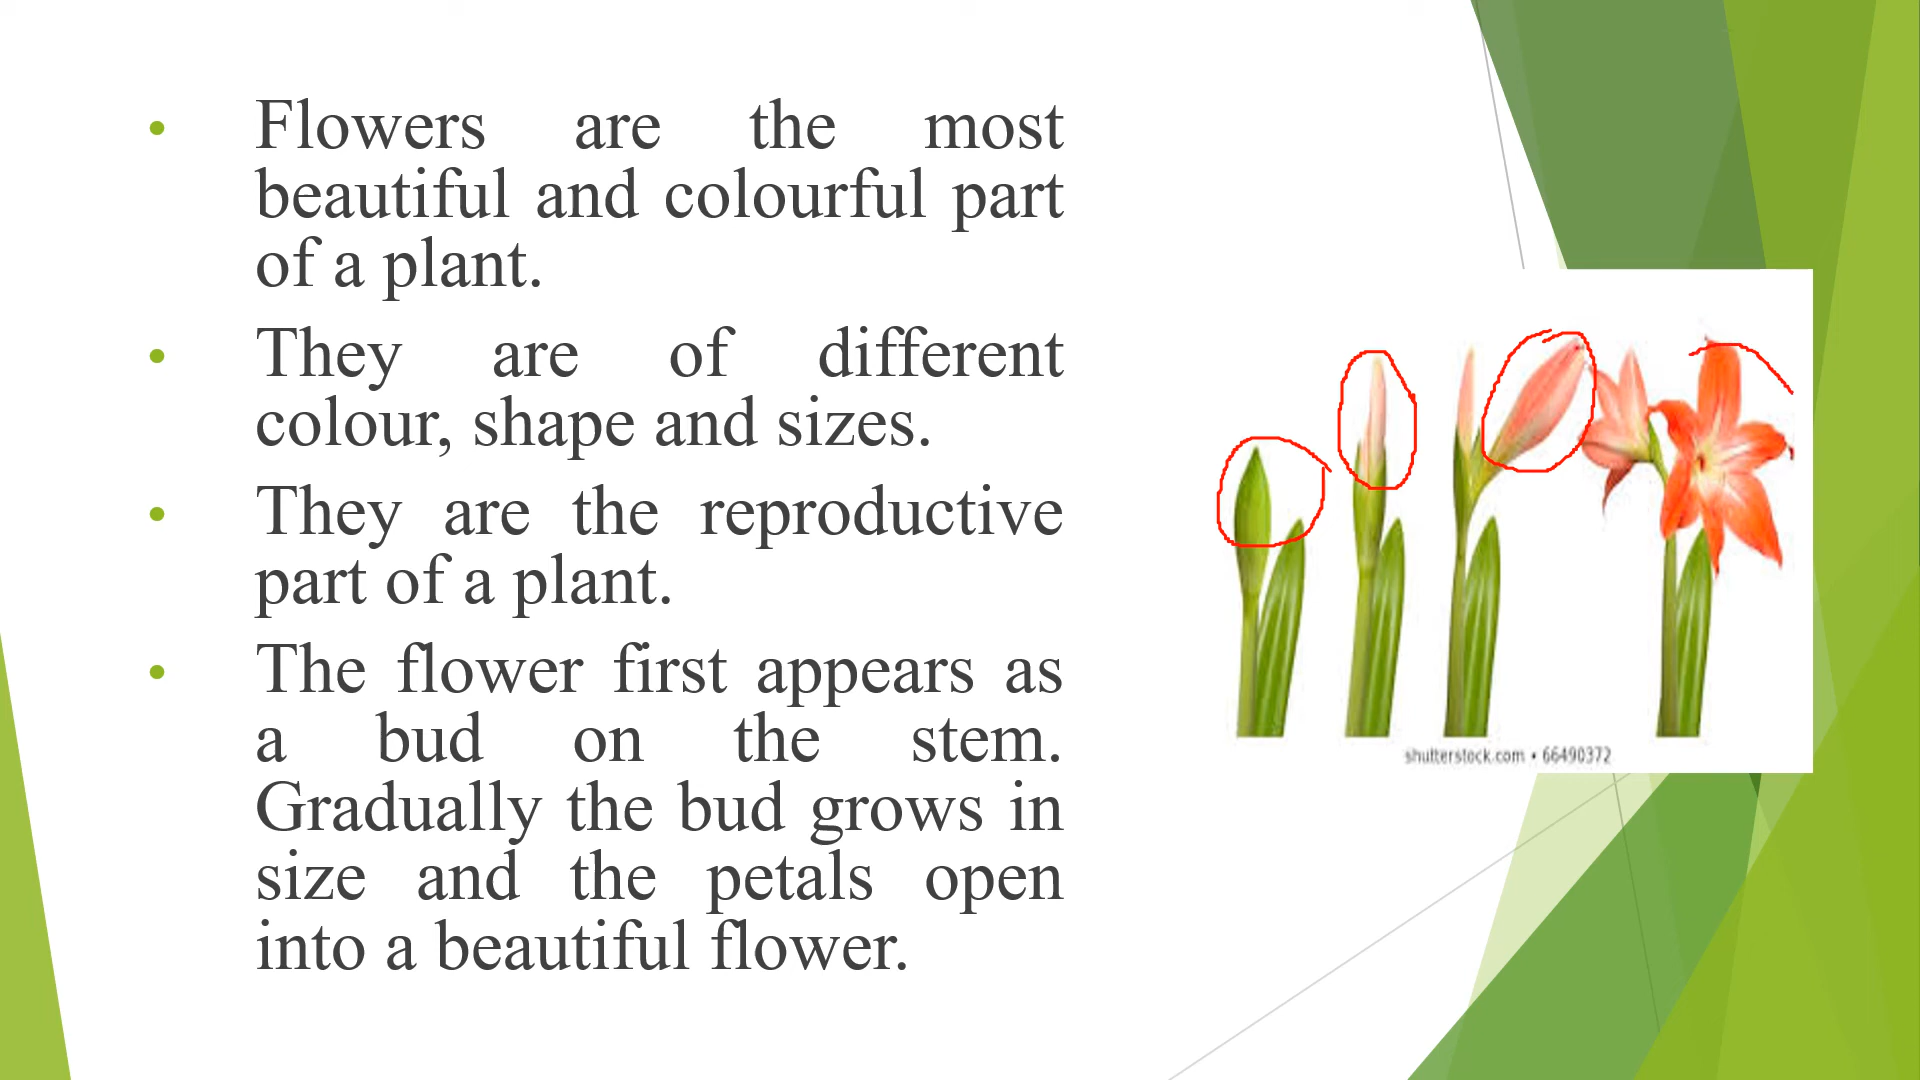 • Flowers are the most
beautiful and colourful part
of a plant.
• They are of different
colour, shape and sizes.
• They are the reproductive
part of a plant.
• The flower first appears as
a bud on the stem.
Gradually the bud grows in
size and the petals open
into a beautiful flower.
shutterstock.com • 66490372